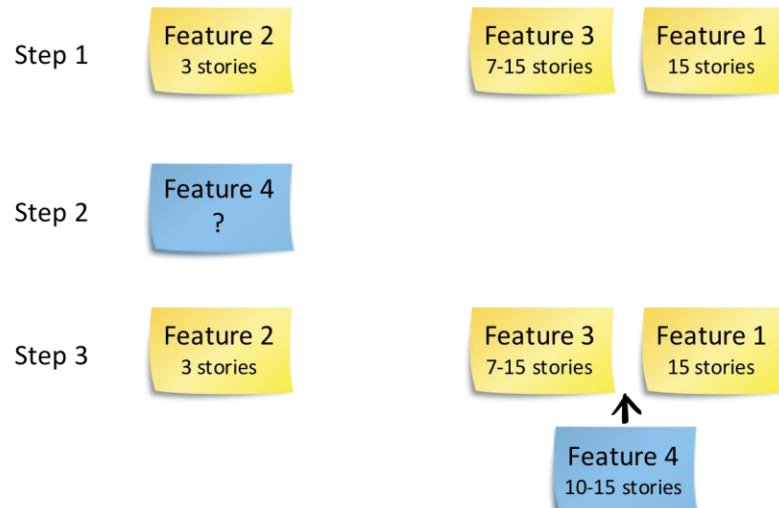 Step 1
Feature 2
3 stories
Feature 3
7-15 stories
Feature 1
15 stories
Step 2
Feature 4
?
Step 3
Feature 2
3 stories
Feature 3
7-15 stories
Feature 1
15 stories
Feature 4
10-15 stories